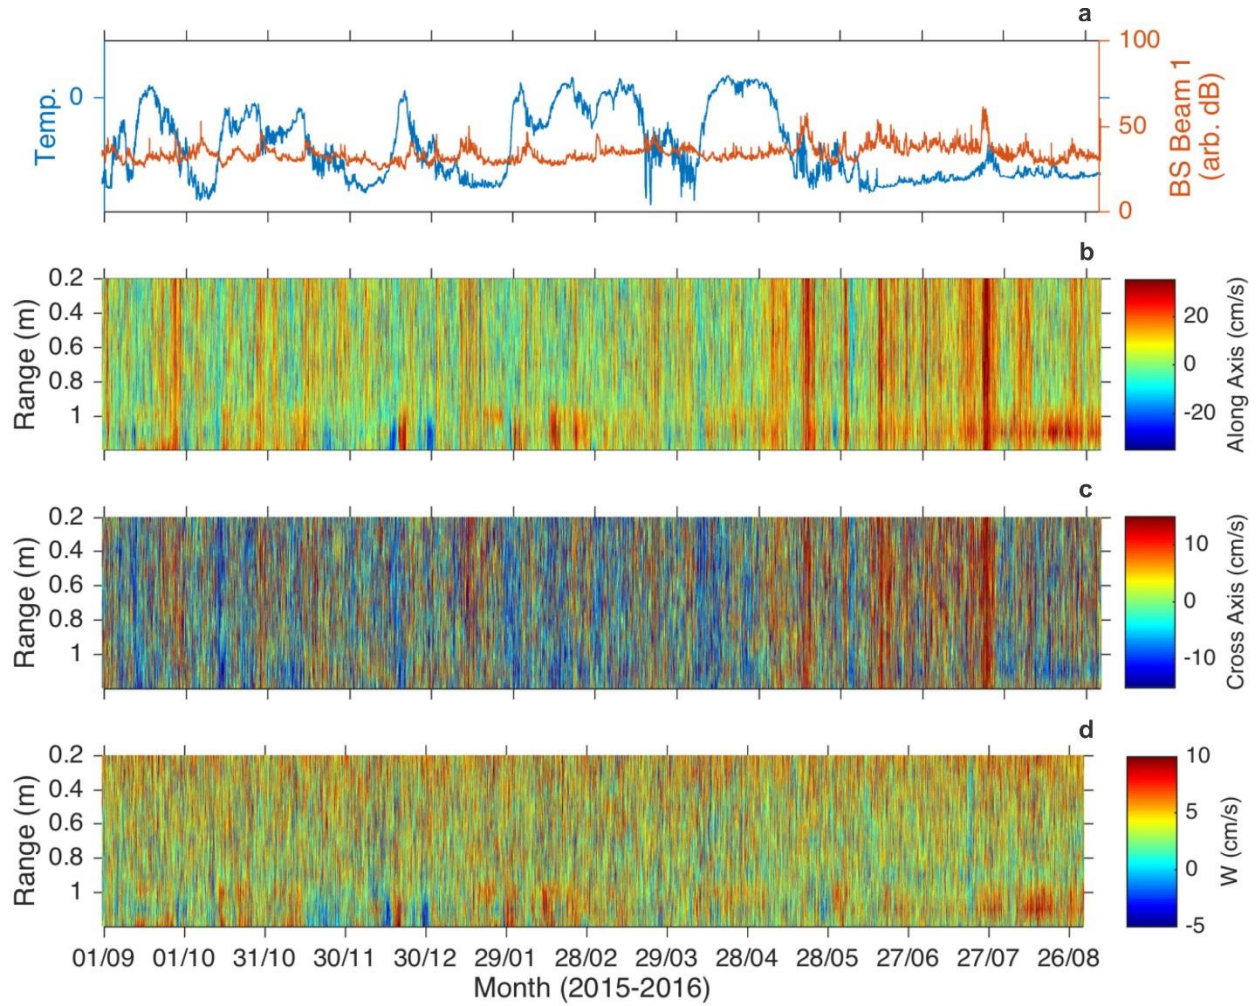 a
Temp.
0
100
50
0
BS Beam 1
(arb. dB)
b
Range (m)
0.2
0.4
0.6
0.8
1
20
0
-20
Along Axis (cm/s)
c
Range (m)
0.2
0.4
0.6
0.8
1
10
0
-10
Cross Axis (cm/s)
d
Range (m)
0.2
0.4
0.6
0.8
1
10
5
0
-5
W (cm/s)
01/09 01/10 31/10 30/11 30/12 29/01 28/02 29/03 28/04 28/05 27/06 27/07 26/08
Month (2015-2016)